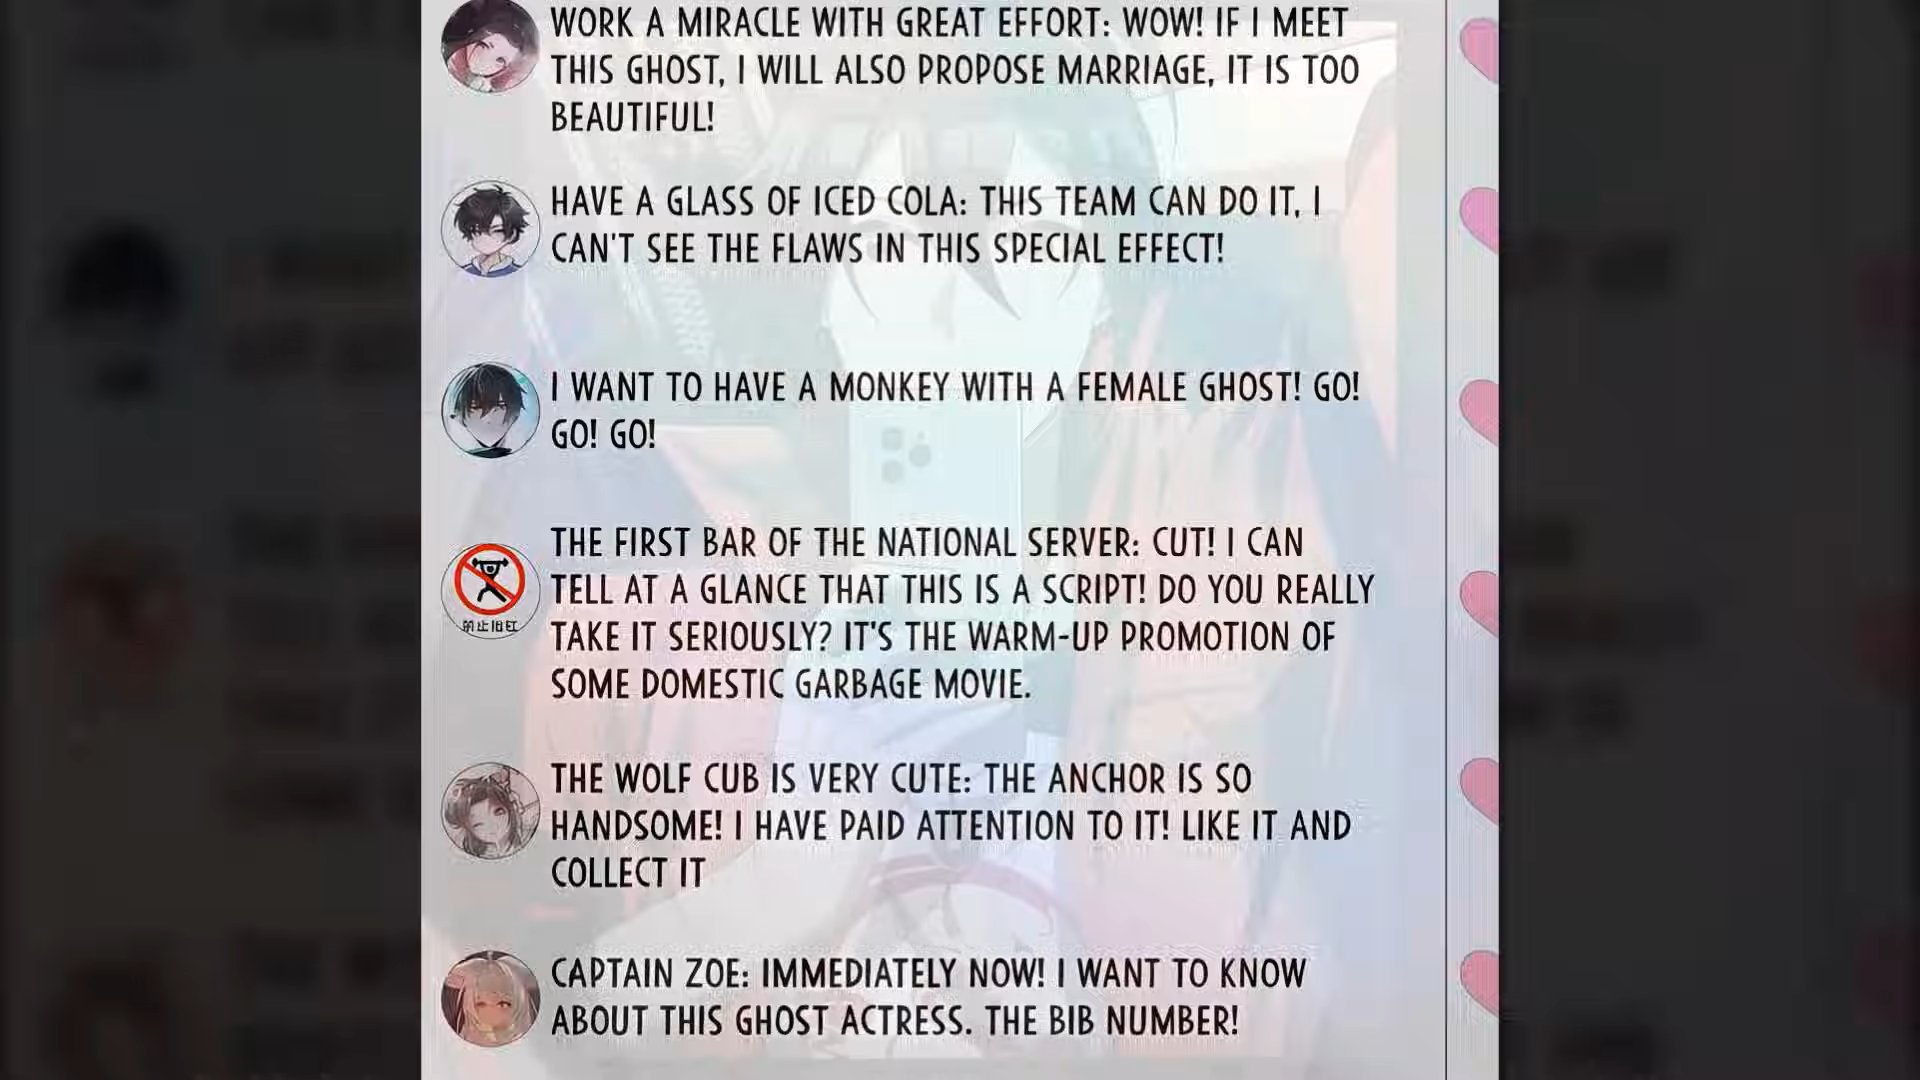 WORK A MIRACLE WITH GREAT EFFORT: WOW! IF I MEET
THIS GHOST, I WILL ALSO PROPOSE MARRIAGE, IT IS TOO
BEAUTIFUL!
HAVE A GLASS OF ICED COLA: THIS TEAM CAN DO IT, I
CAN'T SEE THE FLAWS IN THIS SPECIAL EFFECT!
I WANT TO HAVE A MONKEY WITH A FEMALE GHOST! GO!
GO! GO!
THE FIRST BAR OF THE NATIONAL SERVER: CUT! I CAN
TELL AT A GLANCE THAT THIS IS A SCRIPT! DO YOU REALLY
TAKE IT SERIOUSLY? IT'S THE WARM-UP PROMOTION OF
SOME DOMESTIC GARBAGE MOVIE.
THE WOLF CUB IS VERY CUTE: THE ANCHOR IS SO
HANDSOME! I HAVE PAID ATTENTION TO IT! LIKE IT AND
COLLECT IT
CAPTAIN ZOE: IMMEDIATELY NOW! I WANT TO KNOW
ABOUT THIS GHOST ACTRESS. THE BIB NUMBER!